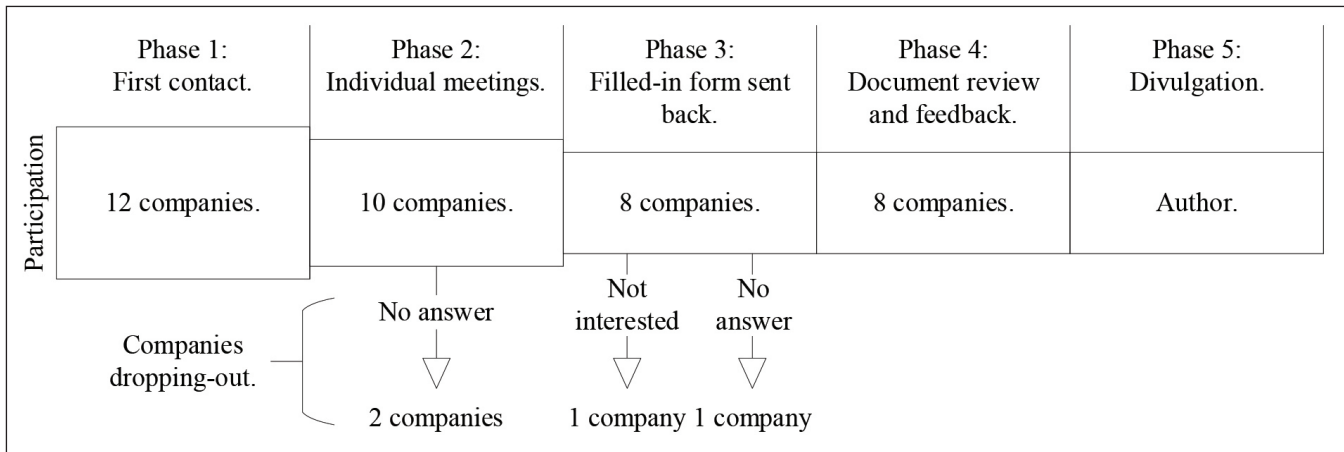 Phase 1:
First contact.
Phase 2:
Individual meetings.
Phase 3:
Filled-in form sent
back.
Phase 4:
Document review
and feedback.
Phase 5:
Divulgation.
Participation
12 companies.
10 companies.
8 companies.
8 companies.
Author.
Companies
dropping-out.
No answer
2 companies
Not
interested
1 company
No
answer
1 company